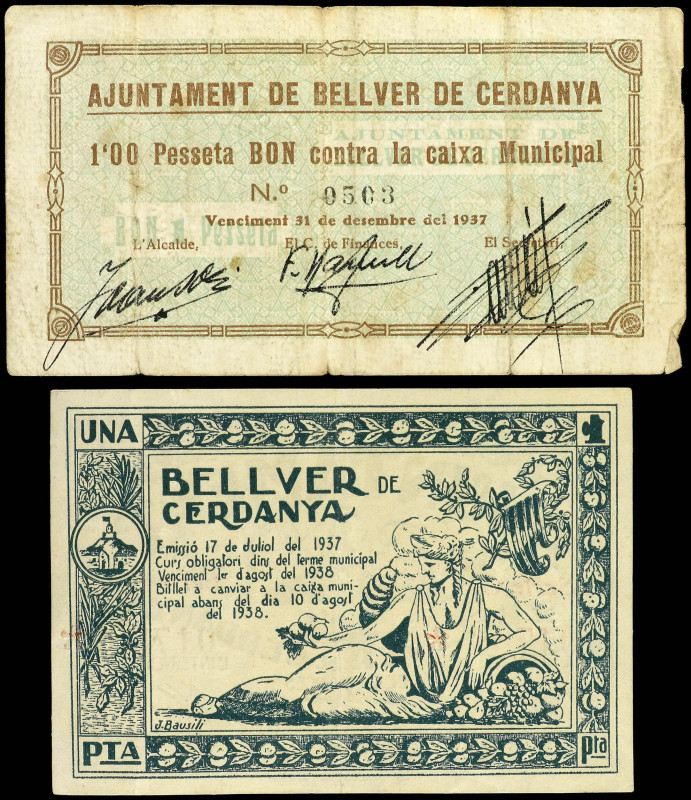 AJUNTAMENT DE BELLVER DE CERDANYA
1'00 Pesseta BON contra la caixa Municipal
N.º 0503
Venciment 31 de desembre del 1937
L'Alcalde, El C. de Finances, El Secretari,
UNA 1
BELLVER DE
CERDANYA
Emissió 17 de Juliol del 1937
Curs obligatori dins del terme municipal
Venciment 1er d'agost del 1938
Bitllet a canviar a la caixa muni-
cipal abans del dia 10 d'agost
del 1938.
J. Bausili
PTA Pta